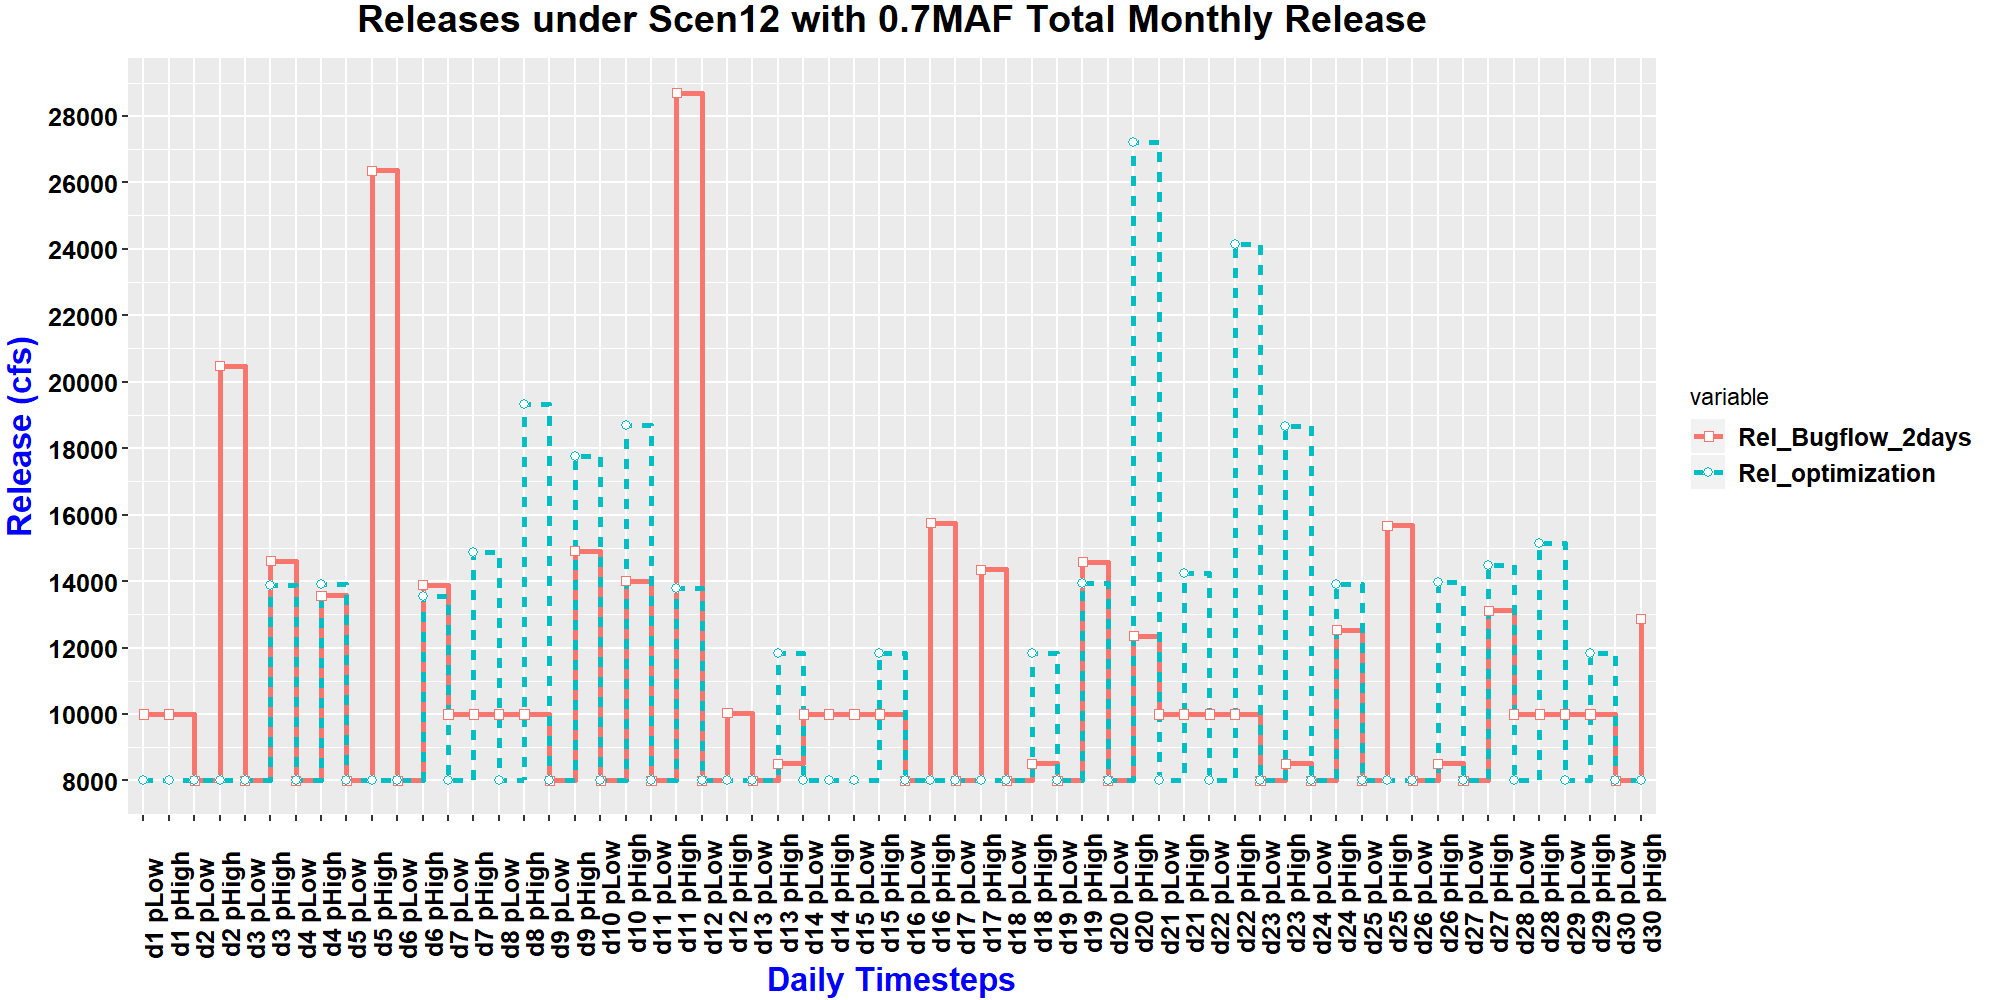 Releases under Scen12 with 0.7MAF Total Monthly Release
Release (cfs)
28000
26000
24000
22000
20000
18000
16000
14000
12000
10000
8000
d1 pLow
d1 pHigh
d2 pLow
d2 pHigh
d3 pLow
d3 pHigh
d4 pLow
d4 pHigh
d5 pLow
d5 pHigh
d6 pLow
d6 pHigh
d7 pLow
d7 pHigh
d8 pLow
d8 pHigh
d9 pLow
d9 pHigh
d10 pLow
d10 pHigh
d11 pLow
d11 pHigh
d12 pLow
d12 pHigh
d13 pLow
d13 pHigh
d14 pLow
d14 pHigh
d15 pLow
d15 pHigh
d16 pLow
d16 pHigh
d17 pLow
d17 pHigh
d18 pLow
d18 pHigh
d19 pLow
d19 pHigh
d20 pLow
d20 pHigh
d21 pLow
d21 pHigh
d22 pLow
d22 pHigh
d23 pLow
d23 pHigh
d24 pLow
d24 pHigh
d25 pLow
d25 pHigh
d26 pLow
d26 pHigh
d27 pLow
d27 pHigh
d28 pLow
d28 pHigh
d29 pLow
d29 pHigh
d30 pLow
d30 pHigh
Daily Timesteps
variable
Rel_Bugflow_2days
Rel_optimization